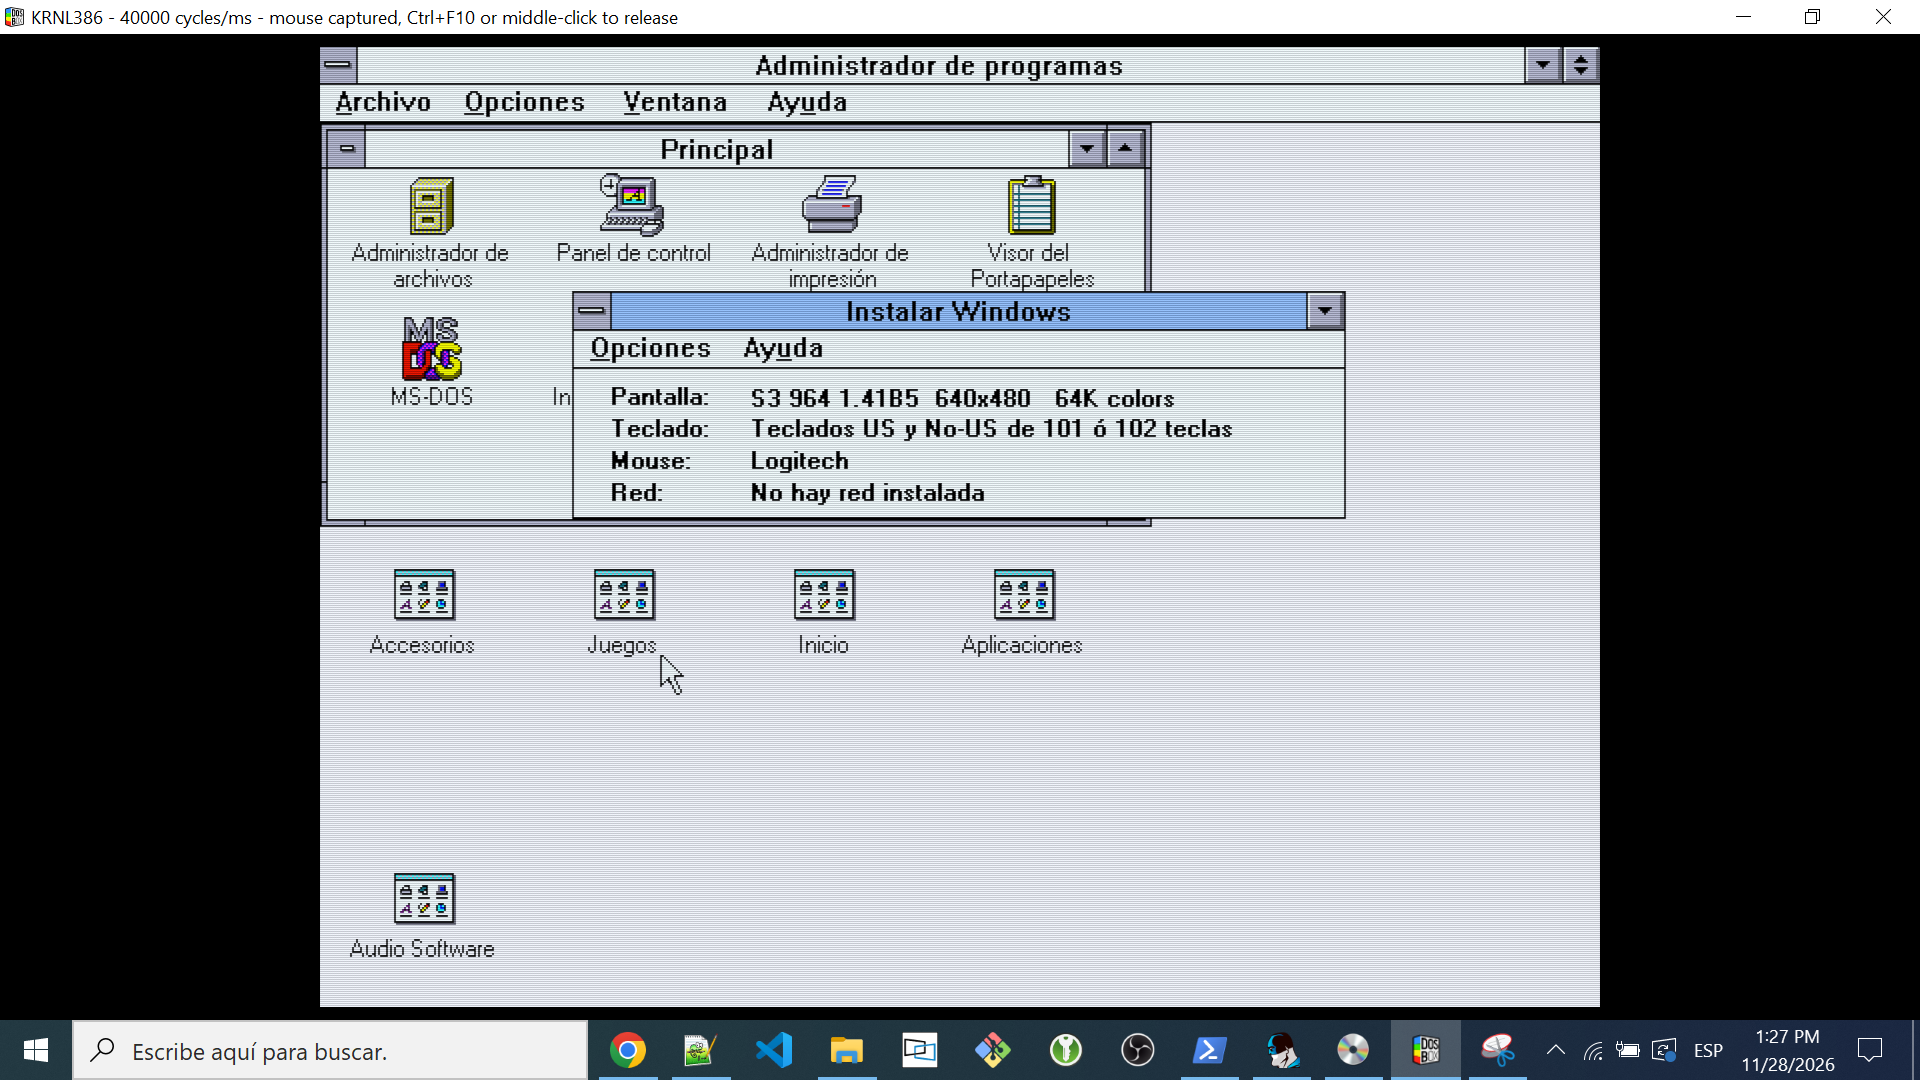 KRNL386 - 40000 cycles/ms - mouse captured, Ctrl+F10 or middle-click to release
Administrador de programas
Archivo Opciones Ventana Ayuda
Principal
Administrador de archivos
Panel de control
Administrador de impresión
Visor del Portapapeles
MS-DOS
MS-DOS
In
Instalar Windows
Opciones Ayuda
Pantalla: S3 964 1.41B5 640x480 64K colors
Teclado: Teclados US y No-US de 101 ó 102 teclas
Mouse: Logitech
Red: No hay red instalada
Accesorios
Juegos
Inicio
Aplicaciones
Audio Software
Escribe aquí para buscar.
DOS BOX
ESP
1:27 PM
11/28/2026